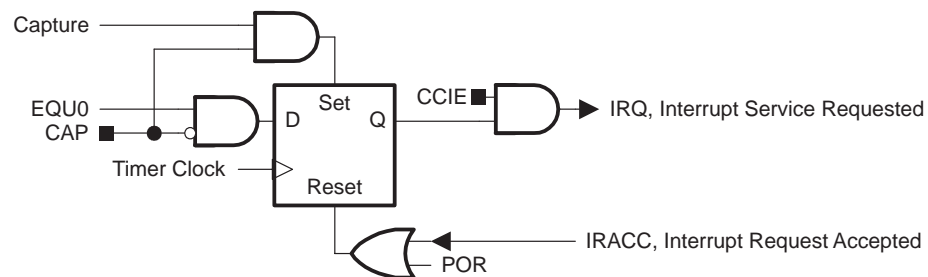 Capture
EQU0
CAP
Set
D
Q
CCIE
IRQ, Interrupt Service Requested
Timer Clock
Reset
IRACC, Interrupt Request Accepted
POR